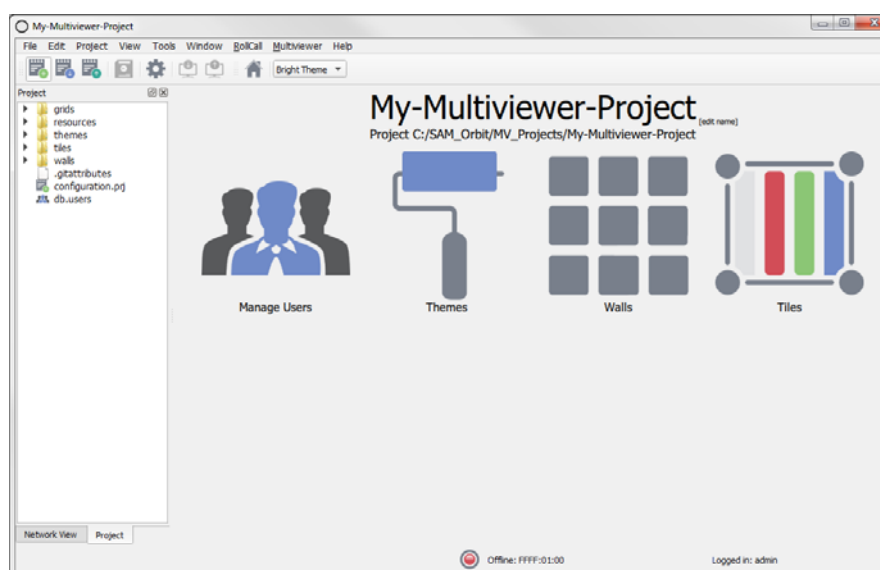 My-Multiviewer-Project
File Edit Project View Tools Window RollCall Multiviewer Help
Bright Theme
Project
grids
resources
themes
tiles
walls
.gitattributes
configuration.prj
db.users
My-Multiviewer-Project [edit name]
Project C:/SAM_Orbit/MV_Projects/My-Multiviewer-Project
Manage Users Themes Walls Tiles
Network View Project
Offline: FFFF:01:00 Logged in: admin